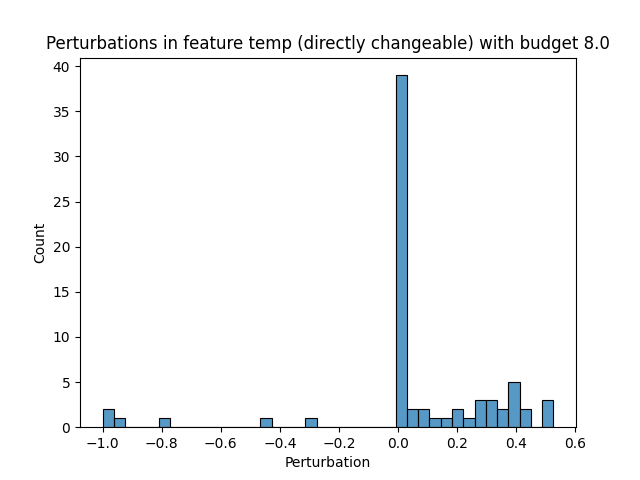 Perturbations in feature temp (directly changeable) with budget 8.0
40
35
30
25
20
15
10
5
0
Count
−1.0 −0.8 −0.6 −0.4 −0.2 0.0 0.2 0.4 0.6
Perturbation